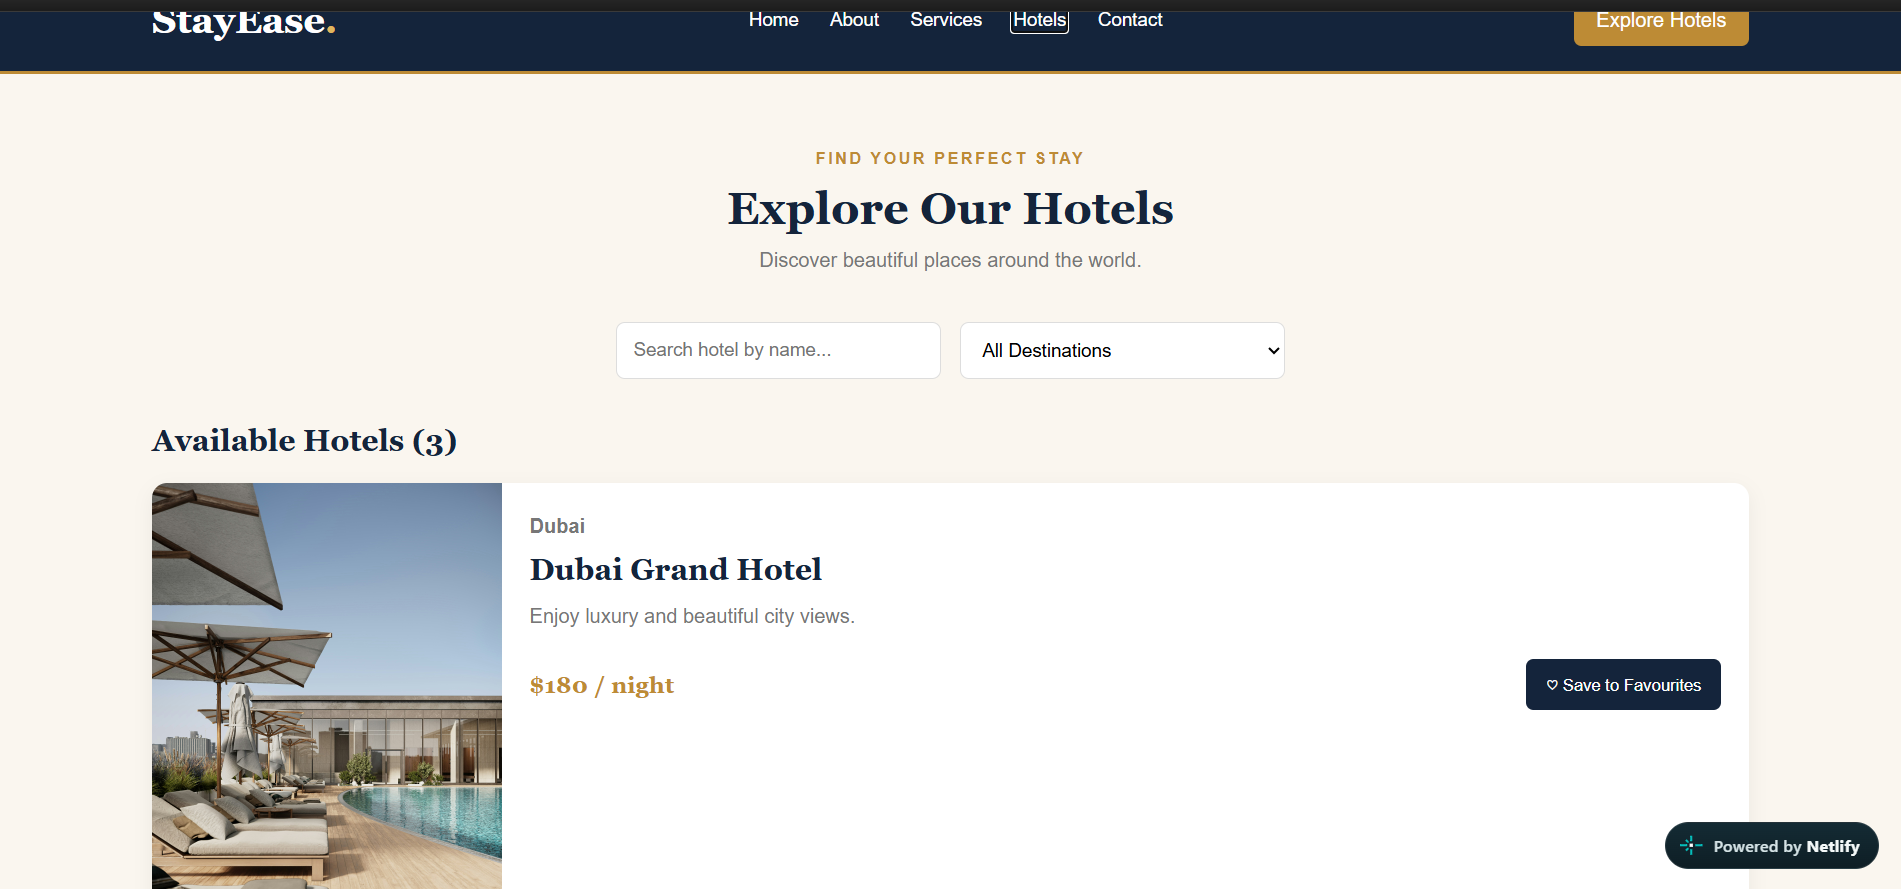 StayEase.
Home About Services Hotels Contact
Explore Hotels
FIND YOUR PERFECT STAY
Explore Our Hotels
Discover beautiful places around the world.
Search hotel by name...
All Destinations
Available Hotels (3)
Dubai
Dubai Grand Hotel
Enjoy luxury and beautiful city views.
$180 / night
♡ Save to Favourites
Powered by Netlify